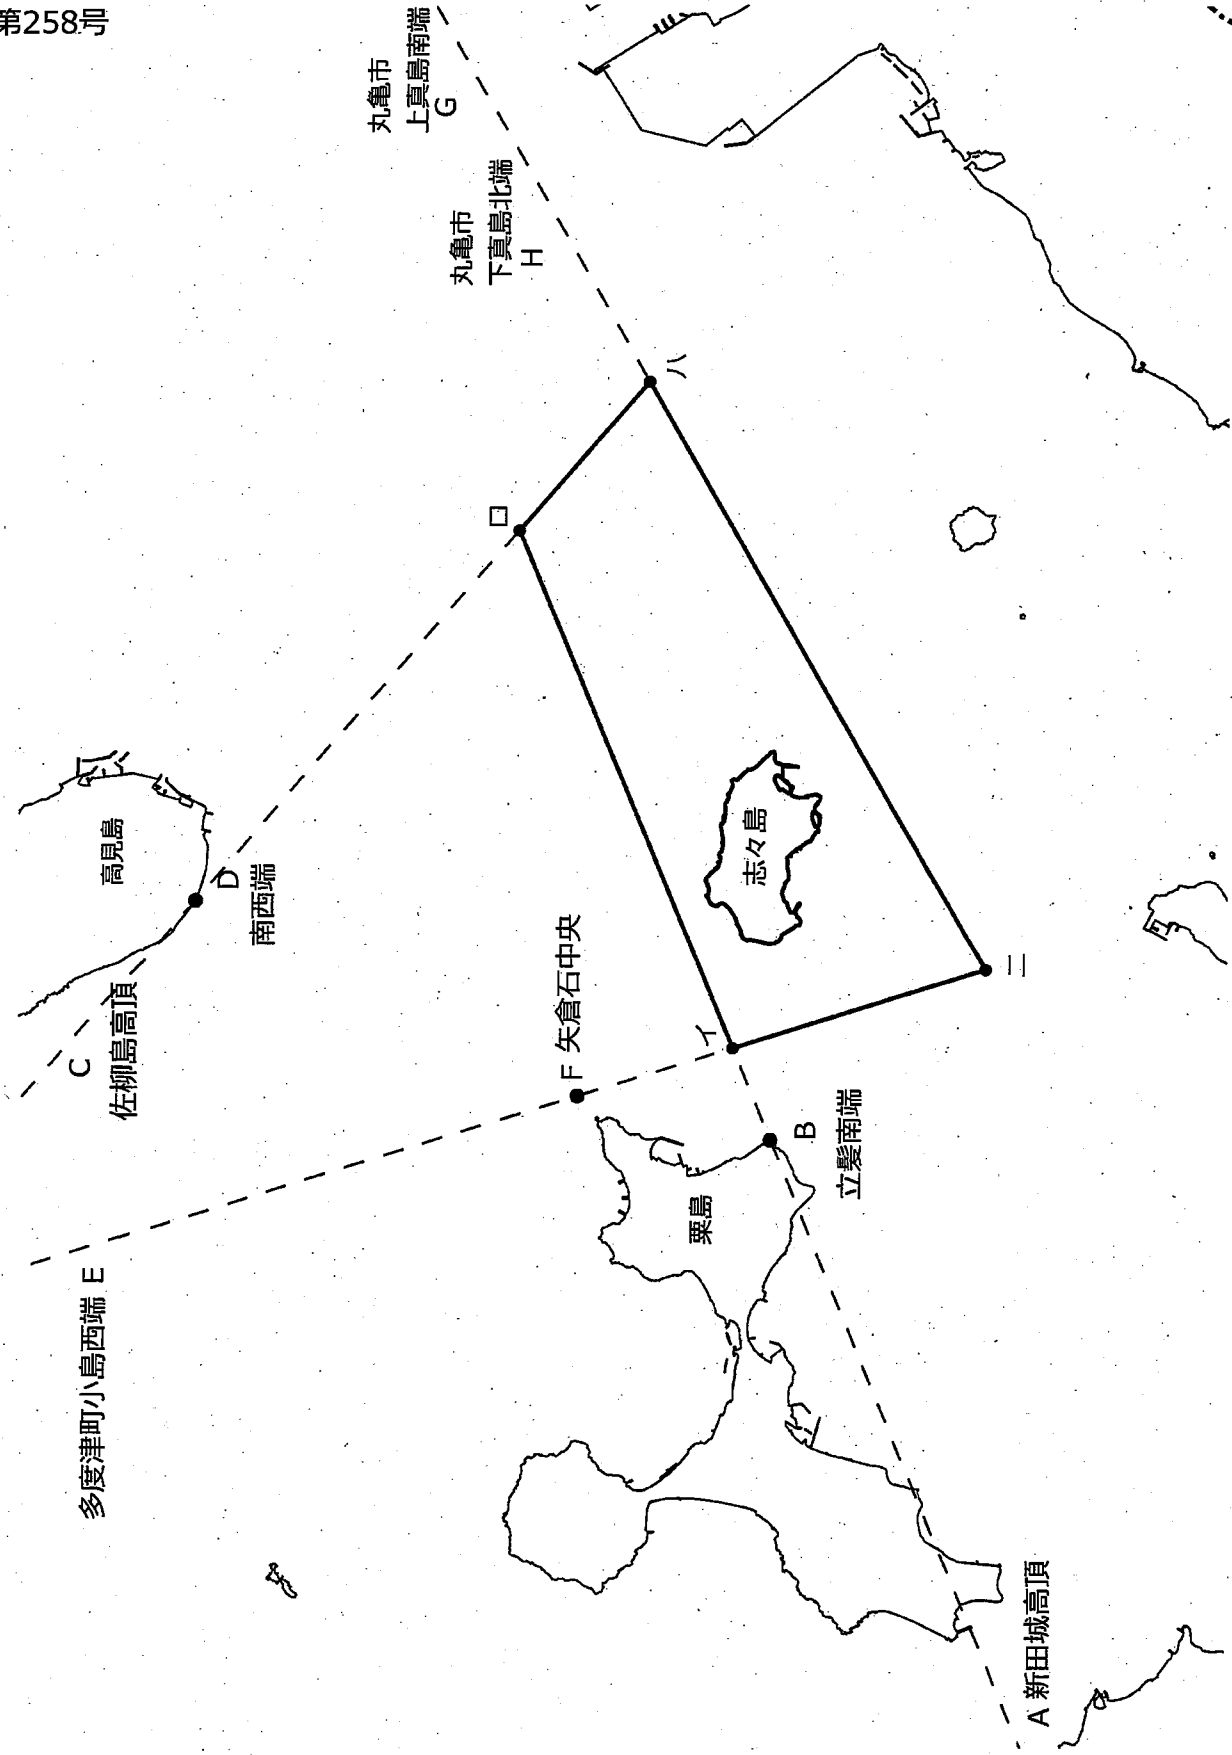 第258号
丸亀市
上真島南端
G
丸亀市
下真島北端
H
ハ
ロ
高見島
D
南西端
C
佐柳島高頂
志々島
F 矢倉石中央
イ
ニ
B
立髪南端
粟島
多度津町小島西端 E
A 新田城高頂